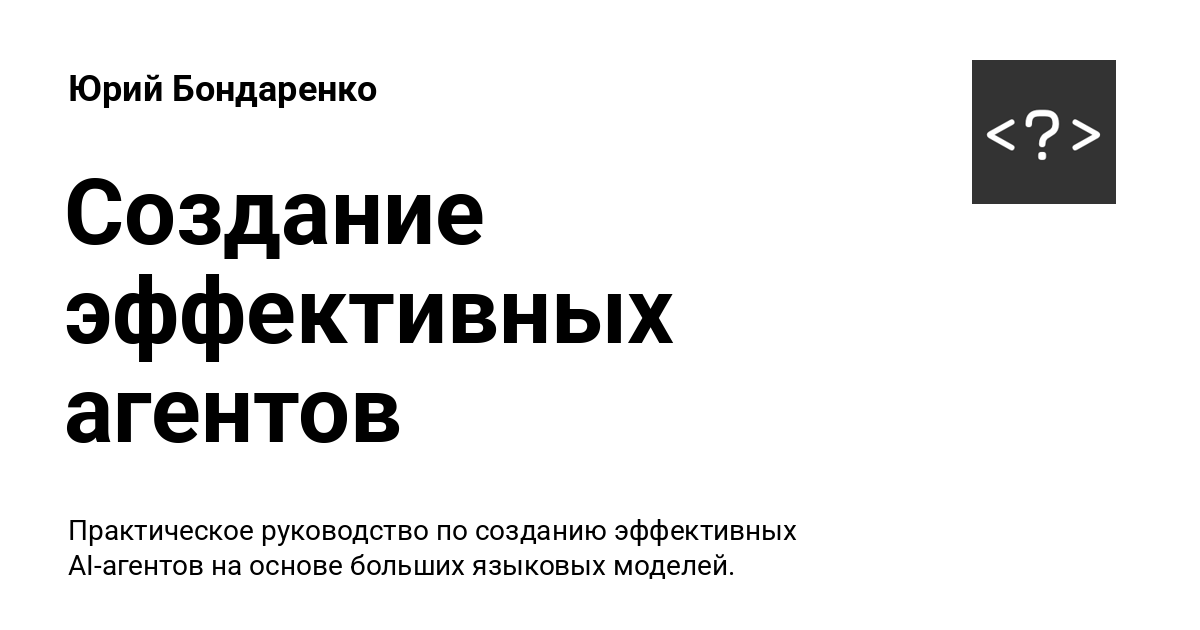 Юрий Бондаренко
<?>
Создание
эффективных
агентов
Практическое руководство по созданию эффективных
AI-агентов на основе больших языковых моделей.